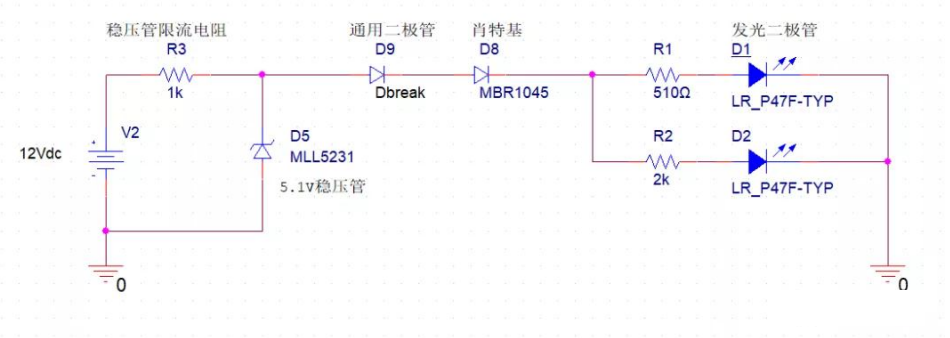 稳压管限流电阻
R3
1k
通用二极管
D9
Dbreak
肖特基
D8
MBR1045
R1
510Ω
发光二极管
D1
LR_P47F-TYP
12Vdc
V2
D5
MLL5231
5.1V稳压管
R2
2k
D2
LR_P47F-TYP
0
0